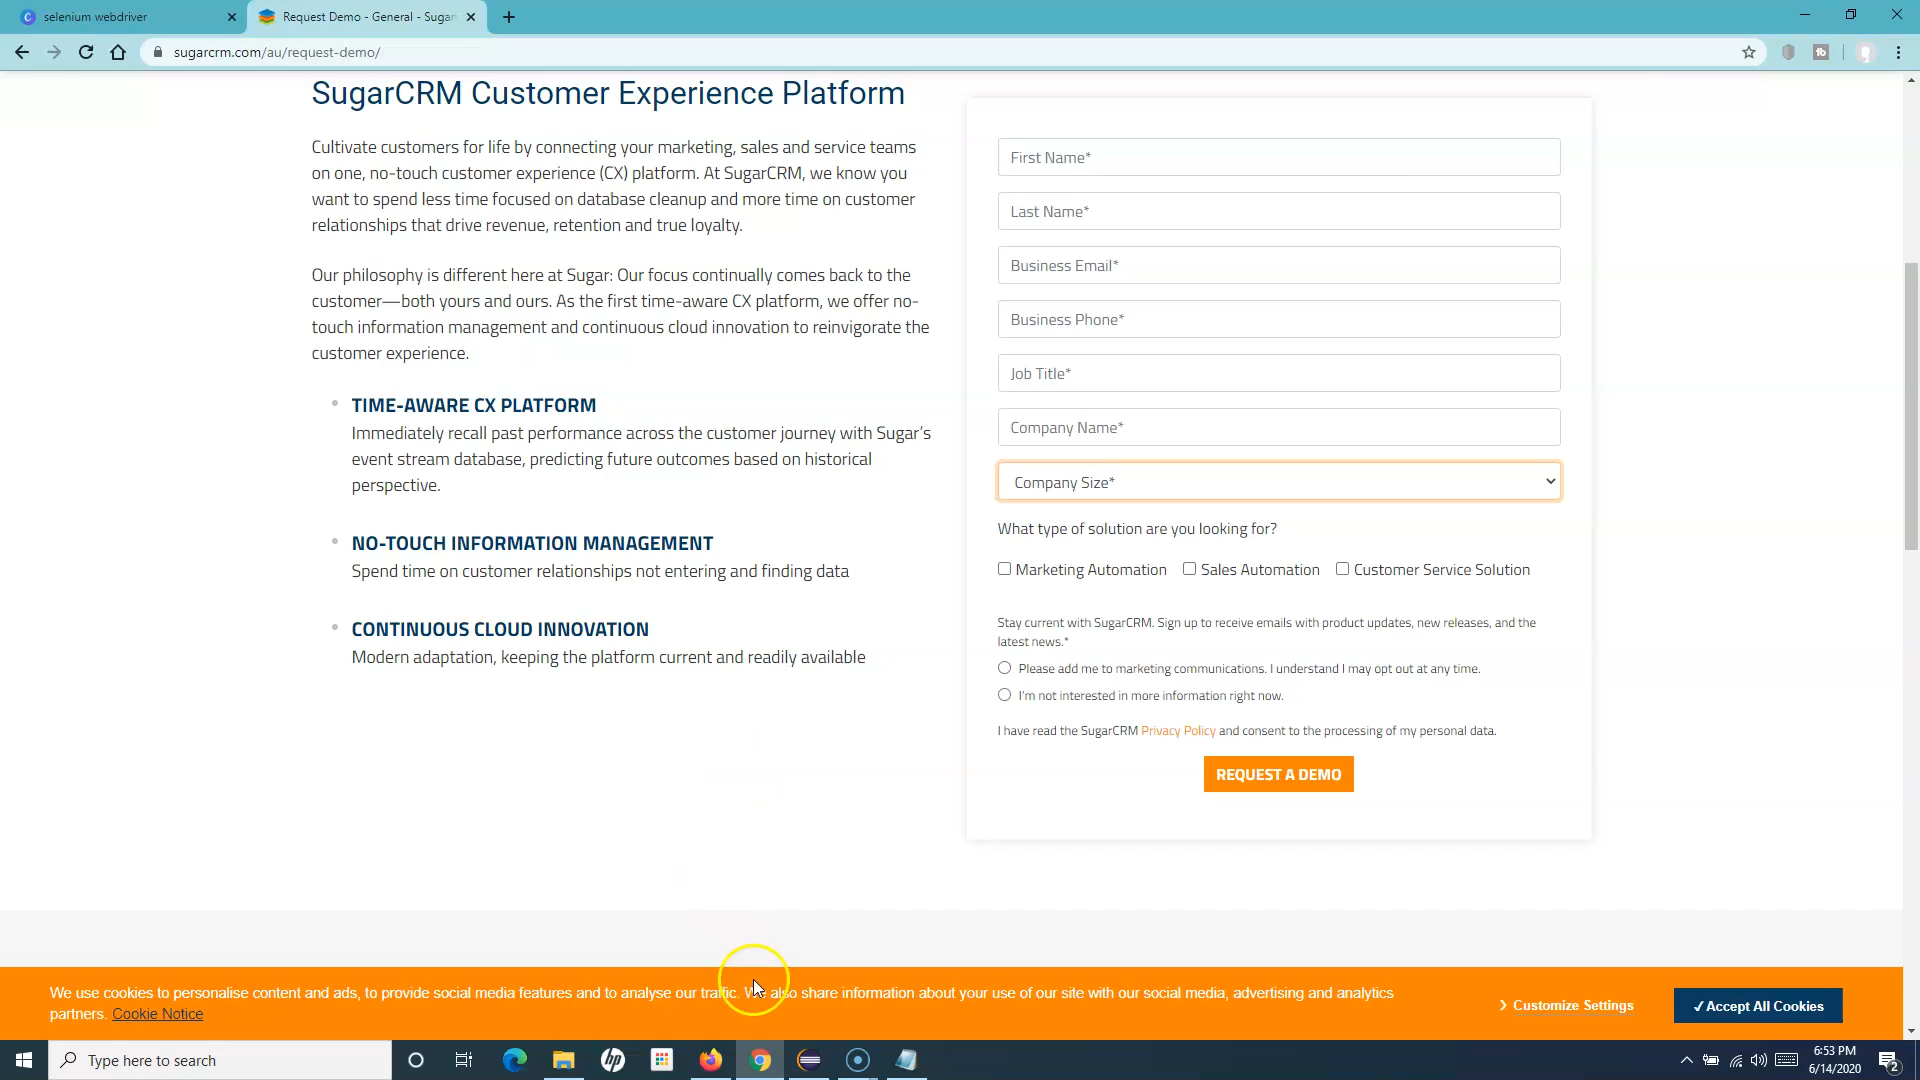 selenium webdriver
Request Demo - General - Sugar
sugarcrm.com/au/request-demo/
SugarCRM Customer Experience Platform
Cultivate customers for life by connecting your marketing, sales and service teams
on one, no-touch customer experience (CX) platform. At SugarCRM, we know you
want to spend less time focused on database cleanup and more time on customer
relationships that drive revenue, retention and true loyalty.
Our philosophy is different here at Sugar: Our focus continually comes back to the
customer—both yours and ours. As the first time-aware CX platform, we offer no-
touch information management and continuous cloud innovation to reinvigorate the
customer experience.
TIME-AWARE CX PLATFORM
Immediately recall past performance across the customer journey with Sugar's
event stream database, predicting future outcomes based on historical
perspective.
NO-TOUCH INFORMATION MANAGEMENT
Spend time on customer relationships not entering and finding data
CONTINUOUS CLOUD INNOVATION
Modern adaptation, keeping the platform current and readily available
First Name*
Last Name*
Business Email*
Business Phone*
Job Title*
Company Name*
Company Size*
What type of solution are you looking for?
Marketing Automation Sales Automation Customer Service Solution
Stay current with SugarCRM. Sign up to receive emails with product updates, new releases, and the
latest news.*
Please add me to marketing communications. I understand I may opt out at any time.
I'm not interested in more information right now.
I have read the SugarCRM Privacy Policy and consent to the processing of my personal data.
REQUEST A DEMO
We use cookies to personalise content and ads, to provide social media features and to analyse our traffic. We also share information about your use of our site with our social media, advertising and analytics
partners. Cookie Notice
Customize Settings
✓Accept All Cookies
Type here to search
hp
6:53 PM
6/14/2020
2